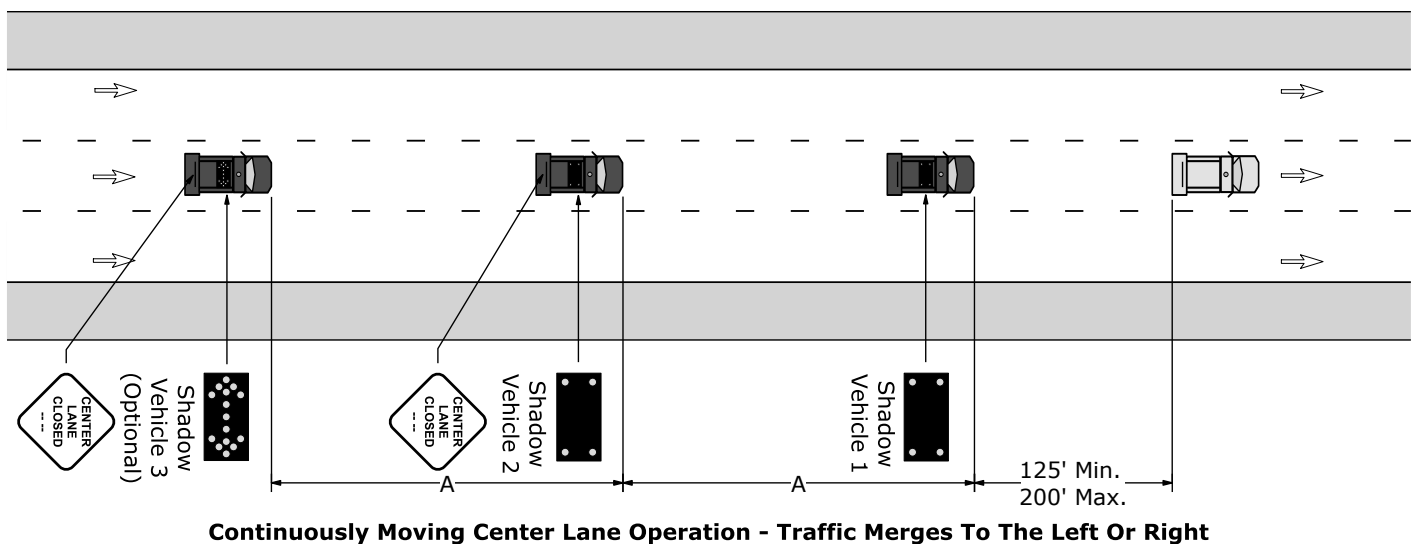 CENTER
LANE
CLOSED
---
Shadow
Vehicle 3
(Optional)
A
CENTER
LANE
CLOSED
---
Shadow
Vehicle 2
A
Shadow
Vehicle 1
125' Min.
200' Max.
Continuously Moving Center Lane Operation - Traffic Merges To The Left Or Right